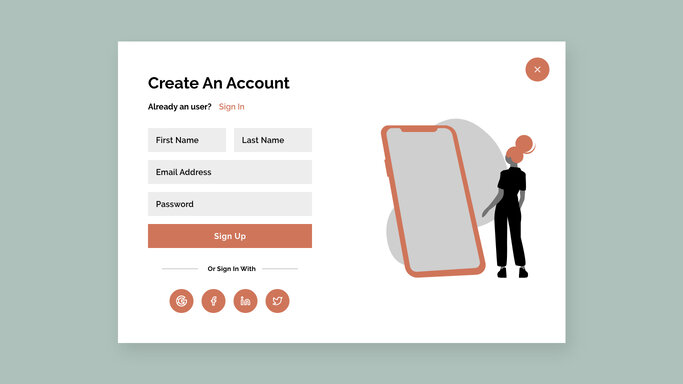 Create An Account
Already an user? Sign In
First Name Last Name
Email Address
Password
Sign Up
Or Sign In With